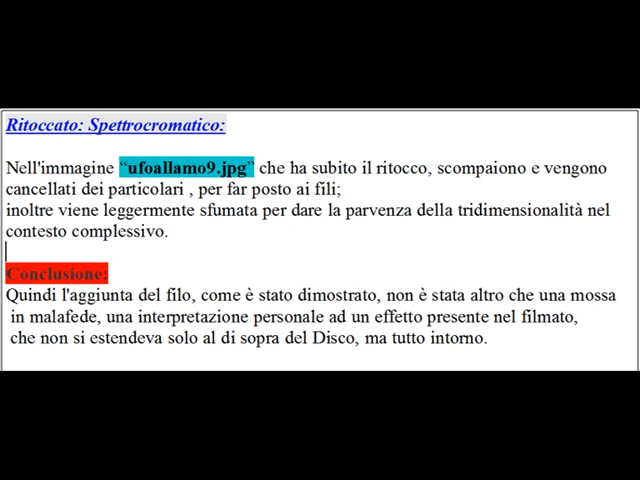 Ritoccato: Spettrocromatico:
Nell'immagine “ufoallamo9.jpg” che ha subito il ritocco, scompaiono e vengono
cancellati dei particolari , per far posto ai fili;
inoltre viene leggermente sfumata per dare la parvenza della tridimensionalità nel
contesto complessivo.
Conclusione:
Quindi l'aggiunta del filo, come è stato dimostrato, non è stata altro che una mossa
in malafede, una interpretazione personale ad un effetto presente nel filmato,
che non si estendeva solo al di sopra del Disco, ma tutto intorno.